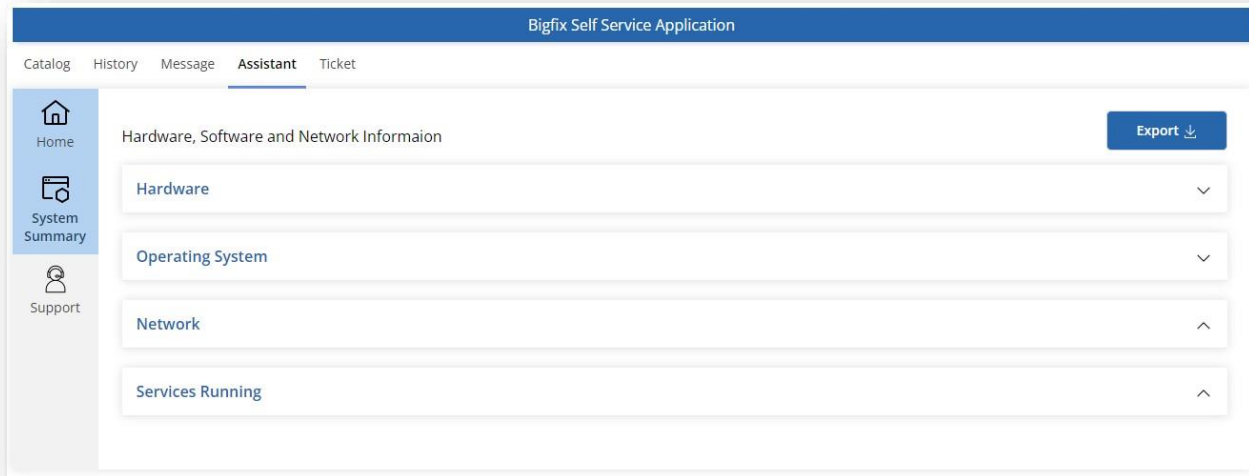 Bigfix Self Service Application
Catalog History Message Assistant Ticket
Home
System
Summary
Support
Hardware, Software and Network Informaion
Export
Hardware
Operating System
Network
Services Running